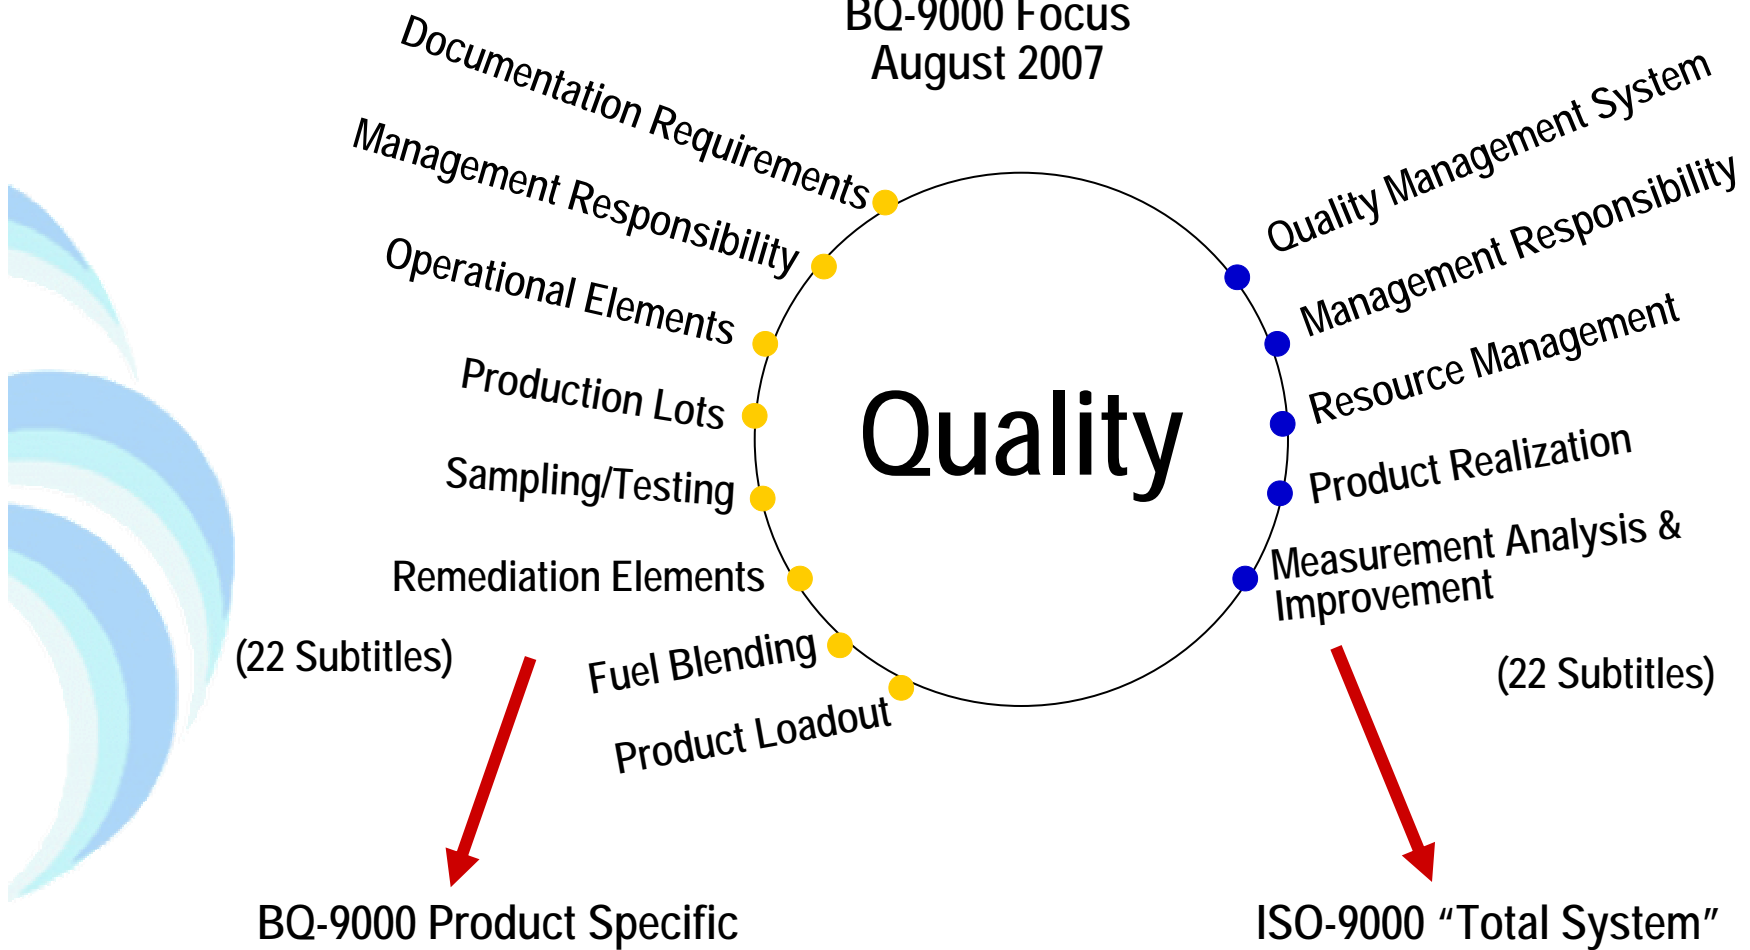 BQ-9000 Focus
August 2007
Documentation Requirements
Management Responsibility
Operational Elements
Production Lots
Sampling/Testing
Remediation Elements
(22 Subtitles)
Fuel Blending
Product Loadout
BQ-9000 Product Specific
Quality
Quality Management System
Management Responsibility
Resource Management
Product Realization
Measurement Analysis &
Improvement
(22 Subtitles)
ISO-9000 “Total System”